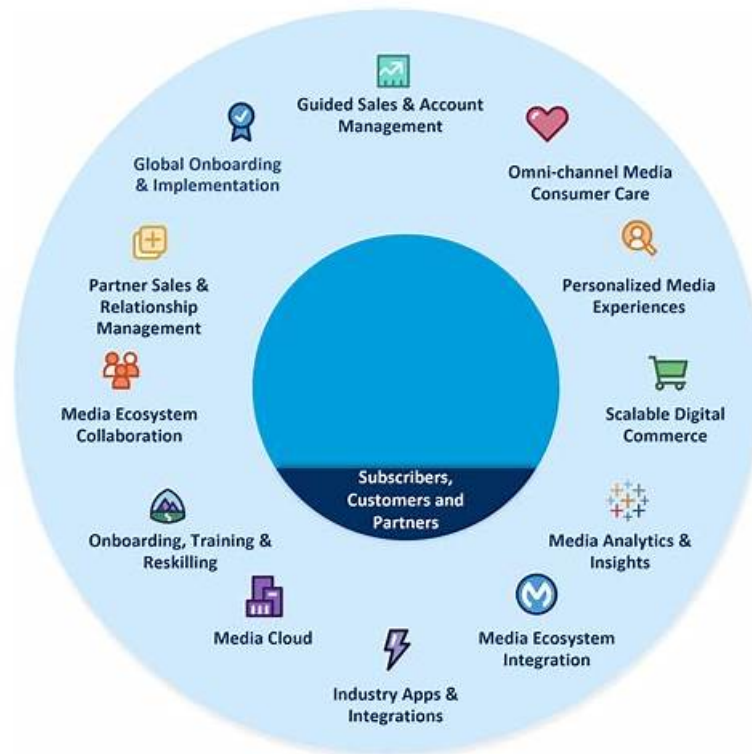 Guided Sales & Account
Management
Global Onboarding
& Implementation
Omni-channel Media
Consumer Care
Partner Sales &
Relationship
Management
Personalized Media
Experiences
Media Ecosystem
Collaboration
Scalable Digital
Commerce
Subscribers,
Customers and
Partners
Onboarding, Training &
Reskilling
Media Analytics &
Insights
Media Cloud
Media Ecosystem
Integration
Industry Apps &
Integrations